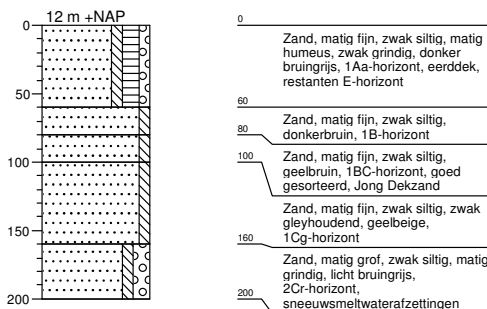 12 m +NAP
0
50
100
150
200
0
Zand, matig fijn, zwak siltig, matig
humeus, zwak grindig, donker
bruingrijs, 1Aa-horizont, eerddek,
restanten E-horizont
60
Zand, matig fijn, zwak siltig,
donkerbruin, 1B-horizont
80
Zand, matig fijn, zwak siltig,
geelbruin, 1BC-horizont, goed
gesorteerd, Jong Dekzand
100
Zand, matig fijn, zwak siltig, zwak
gleyhoudend, geelbeige,
1Cg-horizont
160
Zand, matig grof, zwak siltig, matig
grindig, licht bruingrijs,
2Cr-horizont,
sneeuwsmeltwaterafzettingen
200